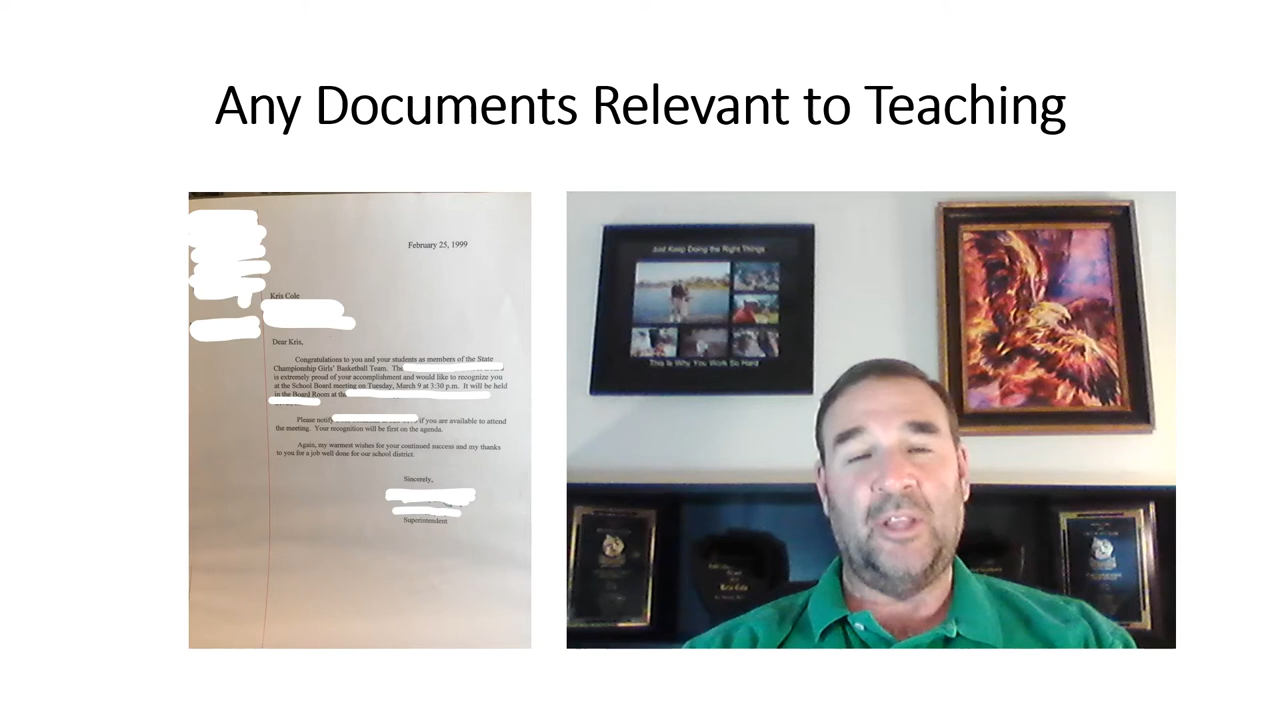 Any Documents Relevant to Teaching
February 25, 1999
Kris Cole
Dear Kris,
Congratulations to you and your students as members of the State
Championship Girls' Basketball Team. The
is extremely proud of your accomplishment and would like to recognize you
at the School Board meeting on Tuesday, March 9 at 3:30 p.m. It will be held
in the Board Room at the
Please notify if you are available to attend
the meeting. Your recognition will be first on the agenda.
Again, my warmest wishes for your continued success and my thanks
to you for a job well done for our school district.
Sincerely,
Superintendent
Just Keep Doing the Right Things
This Is Why You Work So Hard
Kris Cole